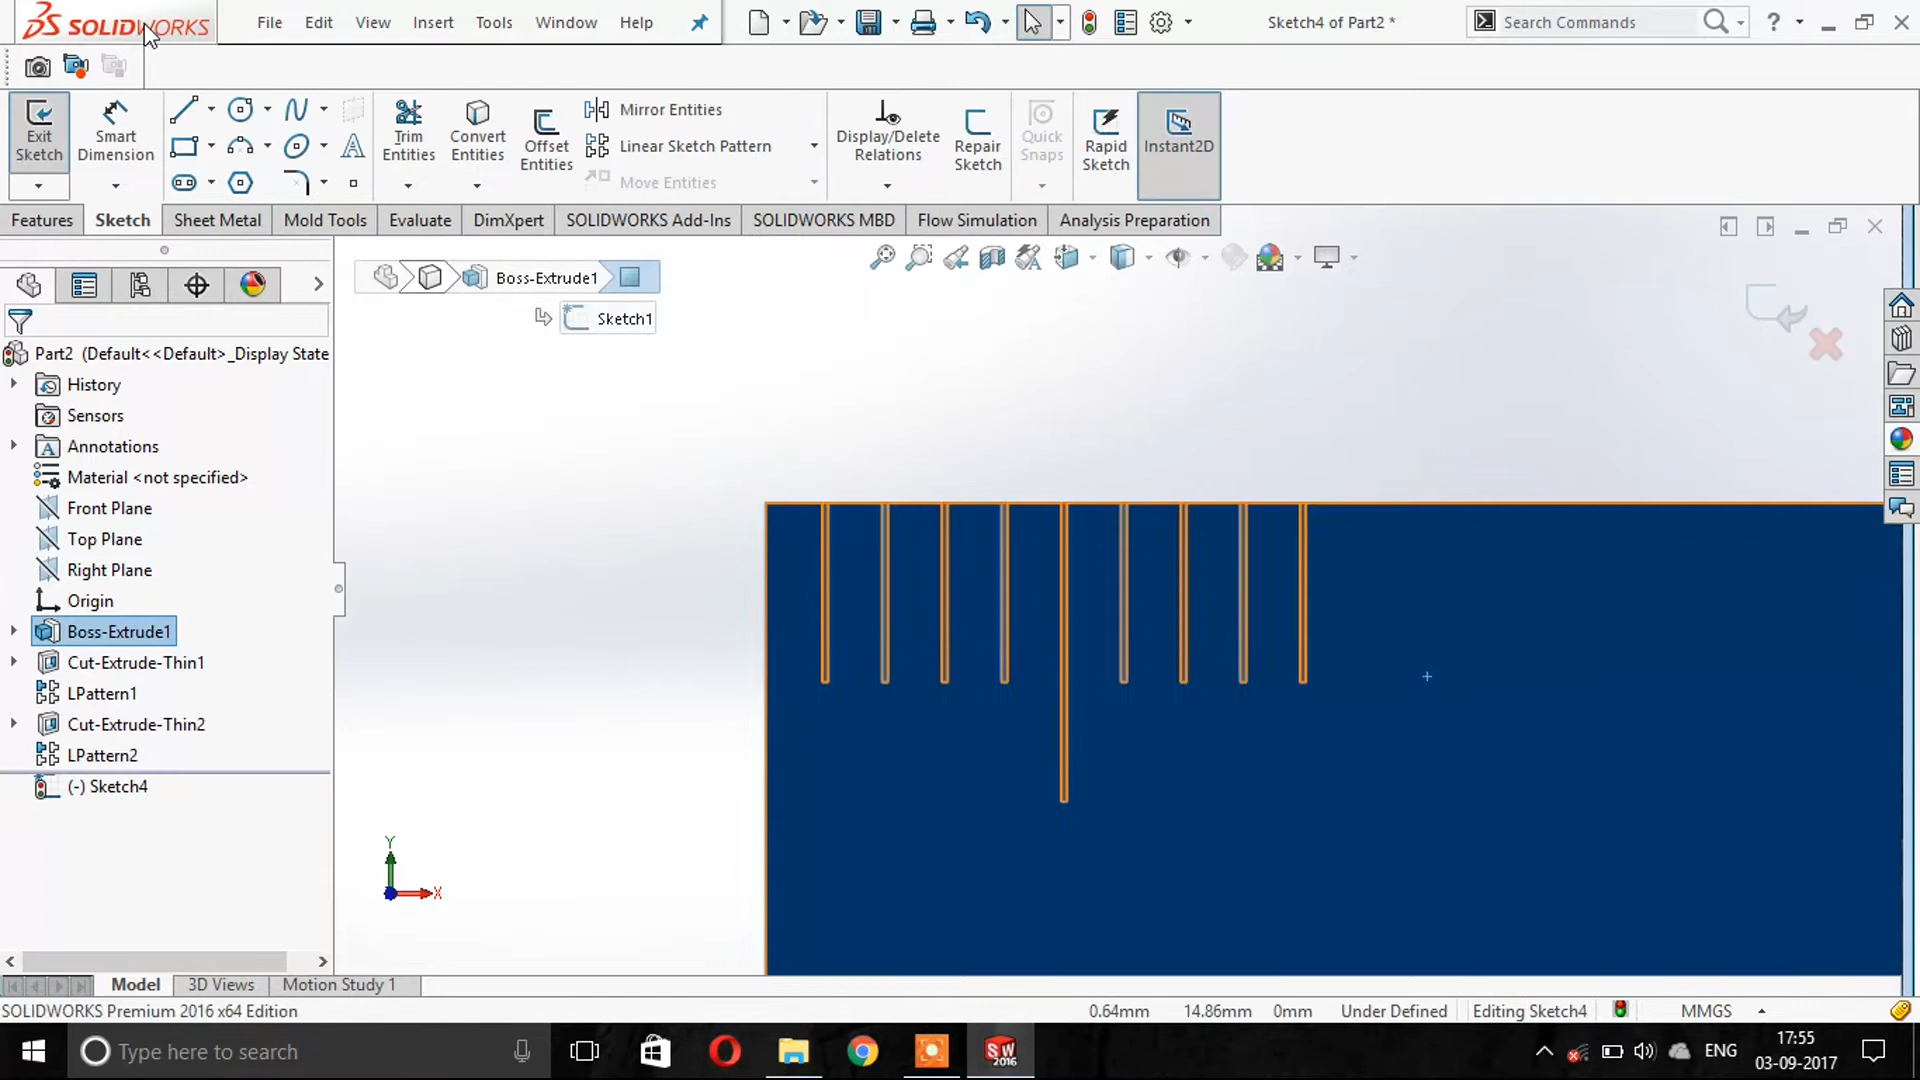 SOLIDWORKS File Edit View Insert Tools Window Help Sketch4 of Part2 * Search Commands ?
Exit Sketch
Smart Dimension
Trim Entities
Convert Entities
Offset Entities
Mirror Entities
Linear Sketch Pattern
Move Entities
Display/Delete Relations
Repair Sketch
Quick Snaps
Rapid Sketch
Instant2D
Features Sketch Sheet Metal Mold Tools Evaluate DimXpert SOLIDWORKS Add-Ins SOLIDWORKS MBD Flow Simulation Analysis Preparation
Boss-Extrude1
Sketch1
Part2 (Default<<Default>_Display State
History
Sensors
Annotations
Material <not specified>
Front Plane
Top Plane
Right Plane
Origin
Boss-Extrude1
Cut-Extrude-Thin1
LPattern1
Cut-Extrude-Thin2
LPattern2
(-) Sketch4
Y
X
Model 3D Views Motion Study 1
SOLIDWORKS Premium 2016 x64 Edition 0.64mm 14.86mm 0mm Under Defined Editing Sketch4 MMGS
Type here to search
SW
2016
ENG
17:55
03-09-2017